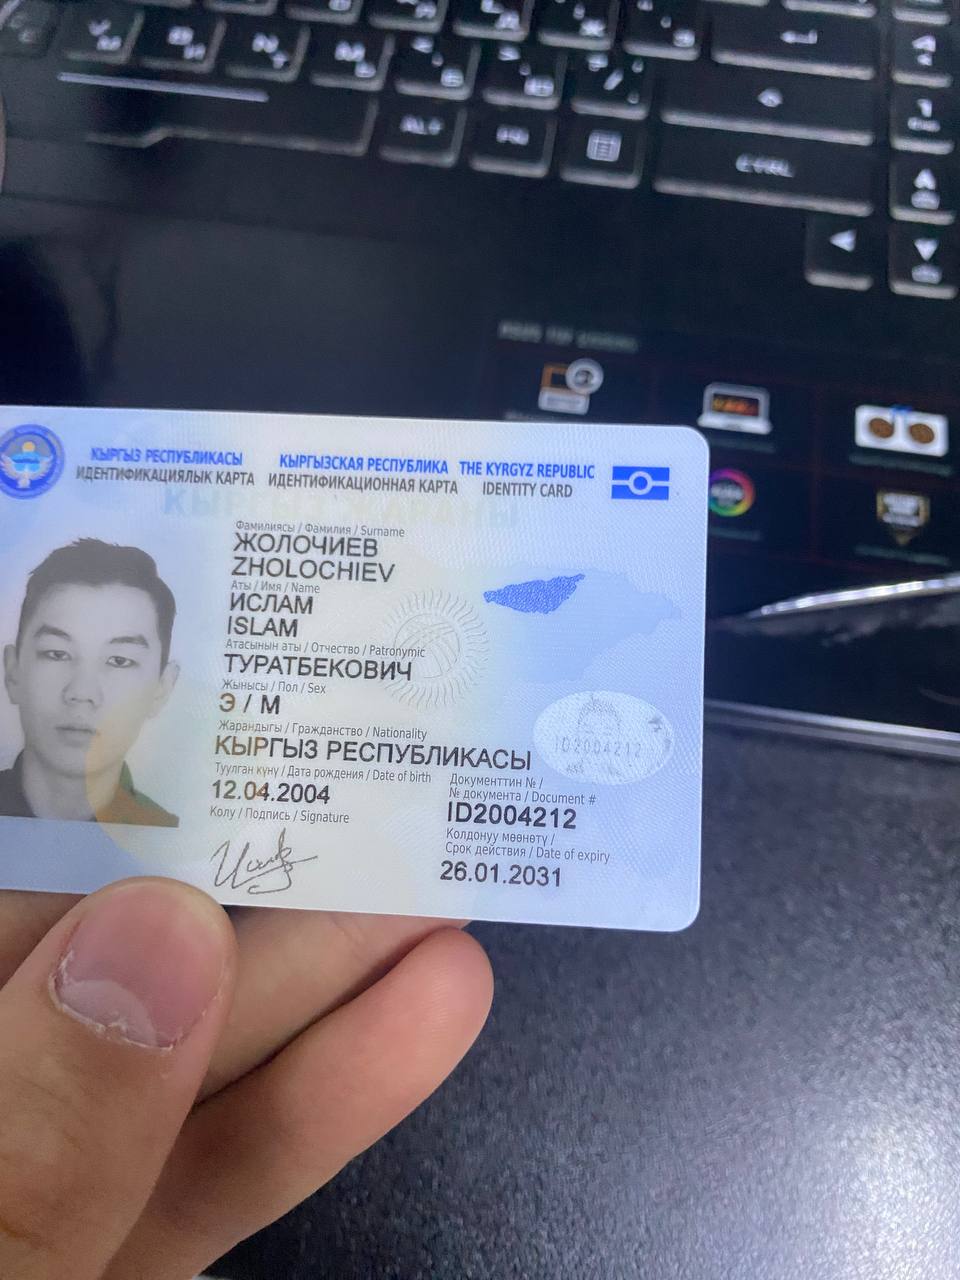 ALT
FN
CTRL
КЫРГЫЗ РЕСПУБЛИКАСЫ
ИДЕНТИФИКАЦИЯЛЫК КАРТА
КЫРГЫЗСКАЯ РЕСПУБЛИКА
ИДЕНТИФИКАЦИОННАЯ КАРТА
THE KYRGYZ REPUBLIC
IDENTITY CARD
КЫРГЫЗ ЖАРАНЫ
Фамилиясы / Фамилия / Surname
ЖОЛОЧИЕВ
ZHOLOCHIEV
Аты / Имя / Name
ИСЛАМ
ISLAM
Атасынын аты / Отчество / Patronymic
ТУРАТБЕКОВИЧ
Жынысы / Пол / Sex
Э / М
Жарандыгы / Гражданство / Nationality
КЫРГЫЗ РЕСПУБЛИКАСЫ
Туулган күнү / Дата рождения / Date of birth
12.04.2004
Документтин № /
№ документа / Document #
ID2004212
Колу / Подпись / Signature
Колдонуу мөөнөтү /
Срок действия / Date of expiry
26.01.2031
ID2004212